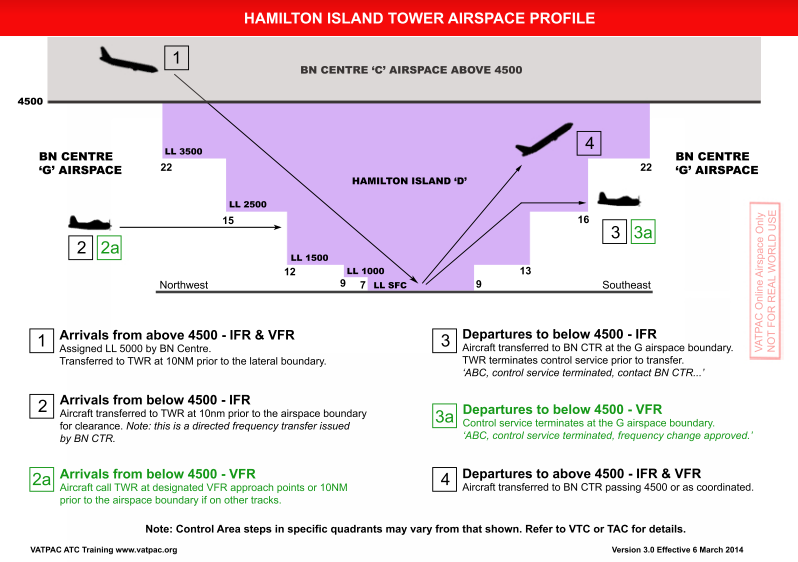 HAMILTON ISLAND TOWER AIRSPACE PROFILE
1
BN CENTRE ‘C’ AIRSPACE ABOVE 4500
4500
4
BN CENTRE
‘G’ AIRSPACE
LL 3500
22
HAMILTON ISLAND ‘D’
22
BN CENTRE
‘G’ AIRSPACE
LL 2500
15
16
2 2a
3 3a
LL 1500
12
LL 1000
13
9 7 LL SFC 9
Northwest
Southeast
VATPAC Online Airspace Only
NOT FOR REAL WORLD USE
1
Arrivals from above 4500 - IFR & VFR
Assigned LL 5000 by BN Centre.
Transferred to TWR at 10NM prior to the lateral boundary.
2
Arrivals from below 4500 - IFR
Aircraft transferred to TWR at 10nm prior to the airspace boundary
for clearance. Note: this is a directed frequency transfer issued
by BN CTR.
2a
Arrivals from below 4500 - VFR
Aircraft call TWR at designated VFR approach points or 10NM
prior to the airspace boundary if on other tracks.
3
Departures to below 4500 - IFR
Aircraft transferred to BN CTR at the G airspace boundary.
TWR terminates control service prior to transfer.
‘ABC, control service terminated, contact BN CTR...’
3a
Departures to below 4500 - VFR
Control service terminates at the G airspace boundary.
‘ABC, control service terminated, frequency change approved.’
4
Departures to above 4500 - IFR & VFR
Aircraft transferred to BN CTR passing 4500 or as coordinated.
Note: Control Area steps in specific quadrants may vary from that shown. Refer to VTC or TAC for details.
VATPAC ATC Training www.vatpac.org
Version 3.0 Effective 6 March 2014